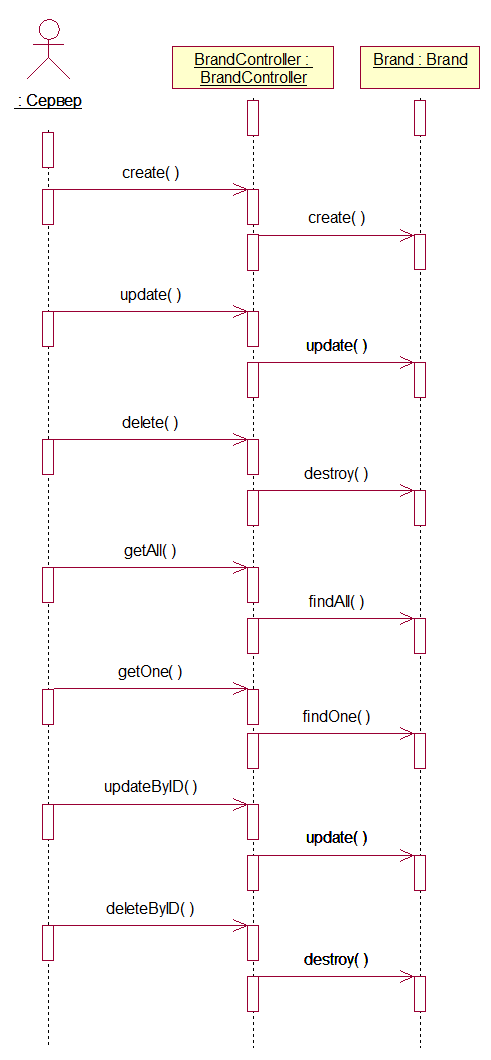 BrandController :
BrandController
Brand : Brand
: Сервер
create( )
create( )
update( )
update( )
delete( )
destroy( )
getAll( )
findAll( )
getOne( )
findOne( )
updateByID( )
update( )
deleteByID( )
destroy( )